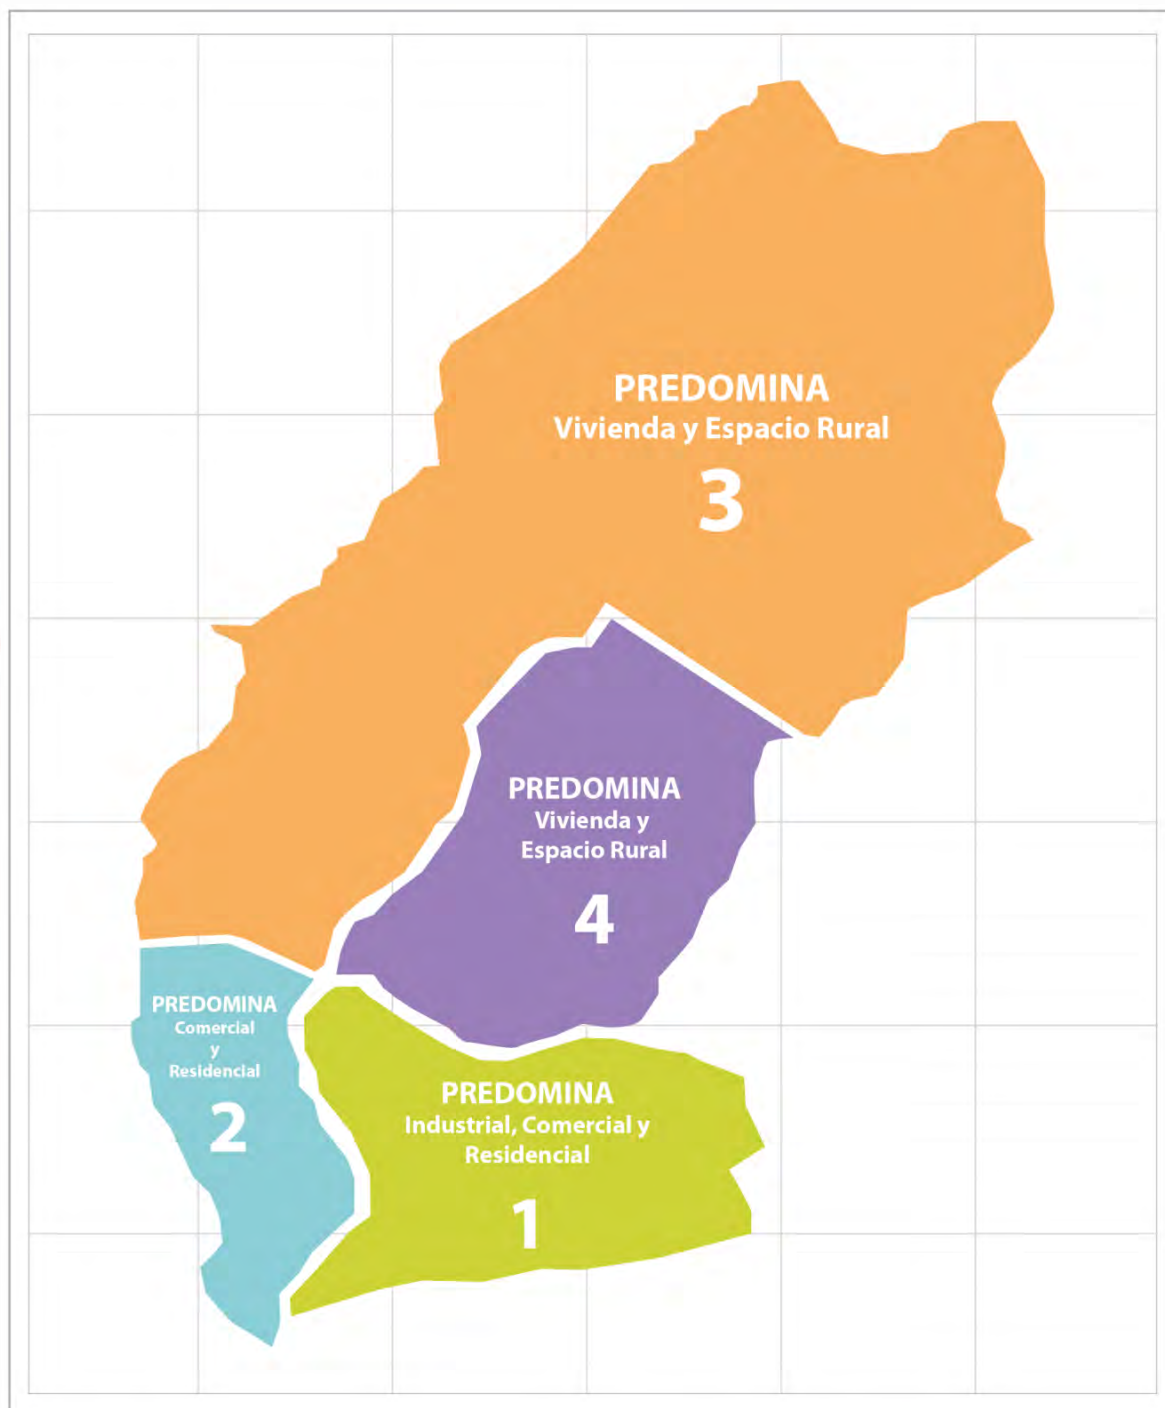 PREDOMINA
Vivienda y Espacio Rural
3
PREDOMINA
Vivienda y
Espacio Rural
4
PREDOMINA
Comercial
y
Residencial
2
PREDOMINA
Industrial, Comercial y
Residencial
1